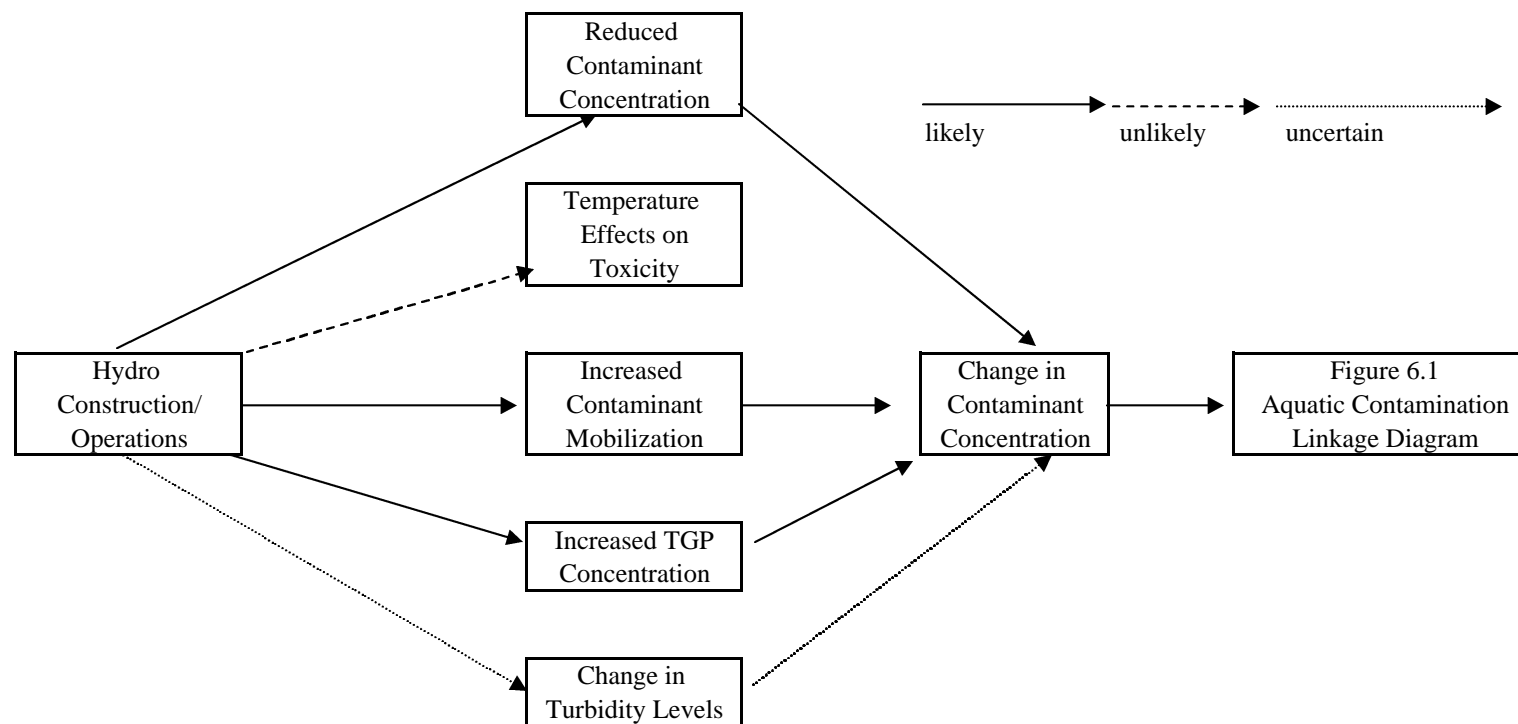 Reduced
Contaminant
Concentration
likely
unlikely
uncertain
Temperature
Effects on
Toxicity
Hydro
Construction/
Operations
Increased
Contaminant
Mobilization
Change in
Contaminant
Concentration
Figure 6.1
Aquatic Contamination
Linkage Diagram
Increased TGP
Concentration
Change in
Turbidity Levels